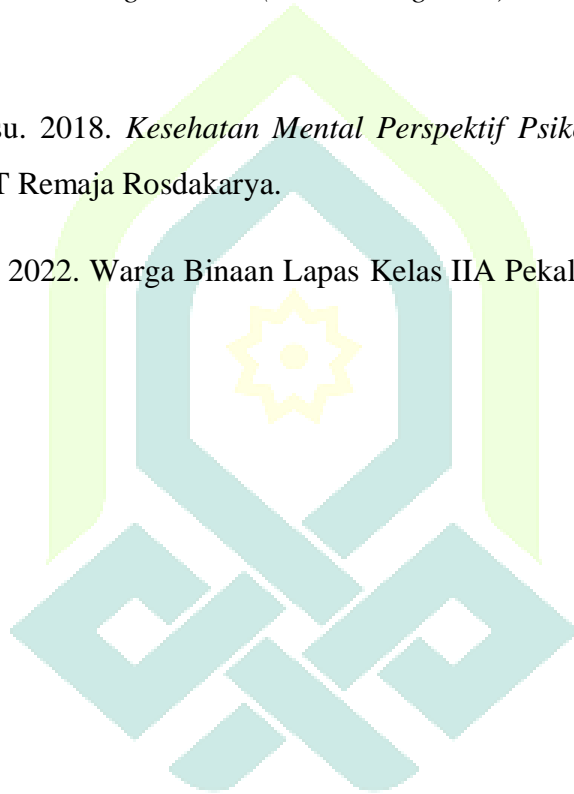 su. 2018. Kesehatan Mental Perspektif Psik
T Remaja Rosdakarya.
2022. Warga Binaan Lapas Kelas IIA Pekal